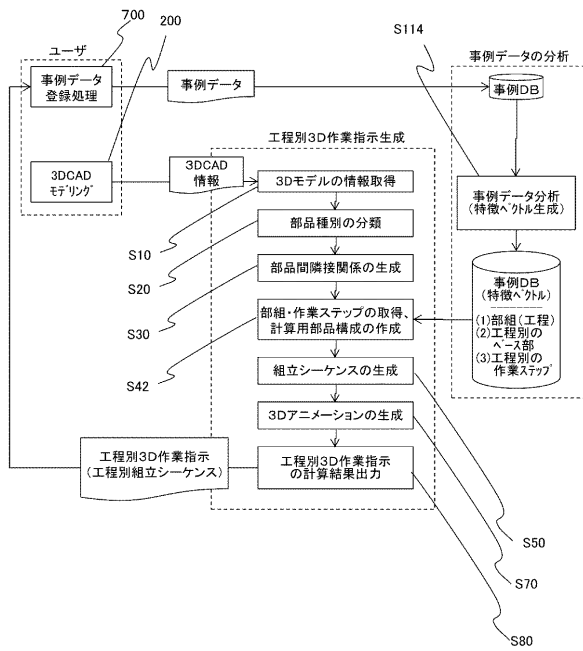 700
200
S114
ユーザ
事例データの分析
事例データ
登録処理
事例データ
事例DB
工程別3D作業指示生成
3DCAD
モデリング
3DCAD
情報
3Dモデルの情報取得
事例データ分析
(特徴ベクトル生成)
S10
部品種別の分類
S20
部品間隣接関係の生成
事例DB
(特徴ベクトル)
S30
部組・作業ステップの取得、
計算用部品構成の作成
(1)部組(工程)
(2)工程別の
ベース部
(3)工程別の
作業ステップ
S42
組立シーケンスの生成
3Dアニメーションの生成
工程別3D作業指示
(工程別組立シーケンス)
工程別3D作業指示
の計算結果出力
S50
S70
S80